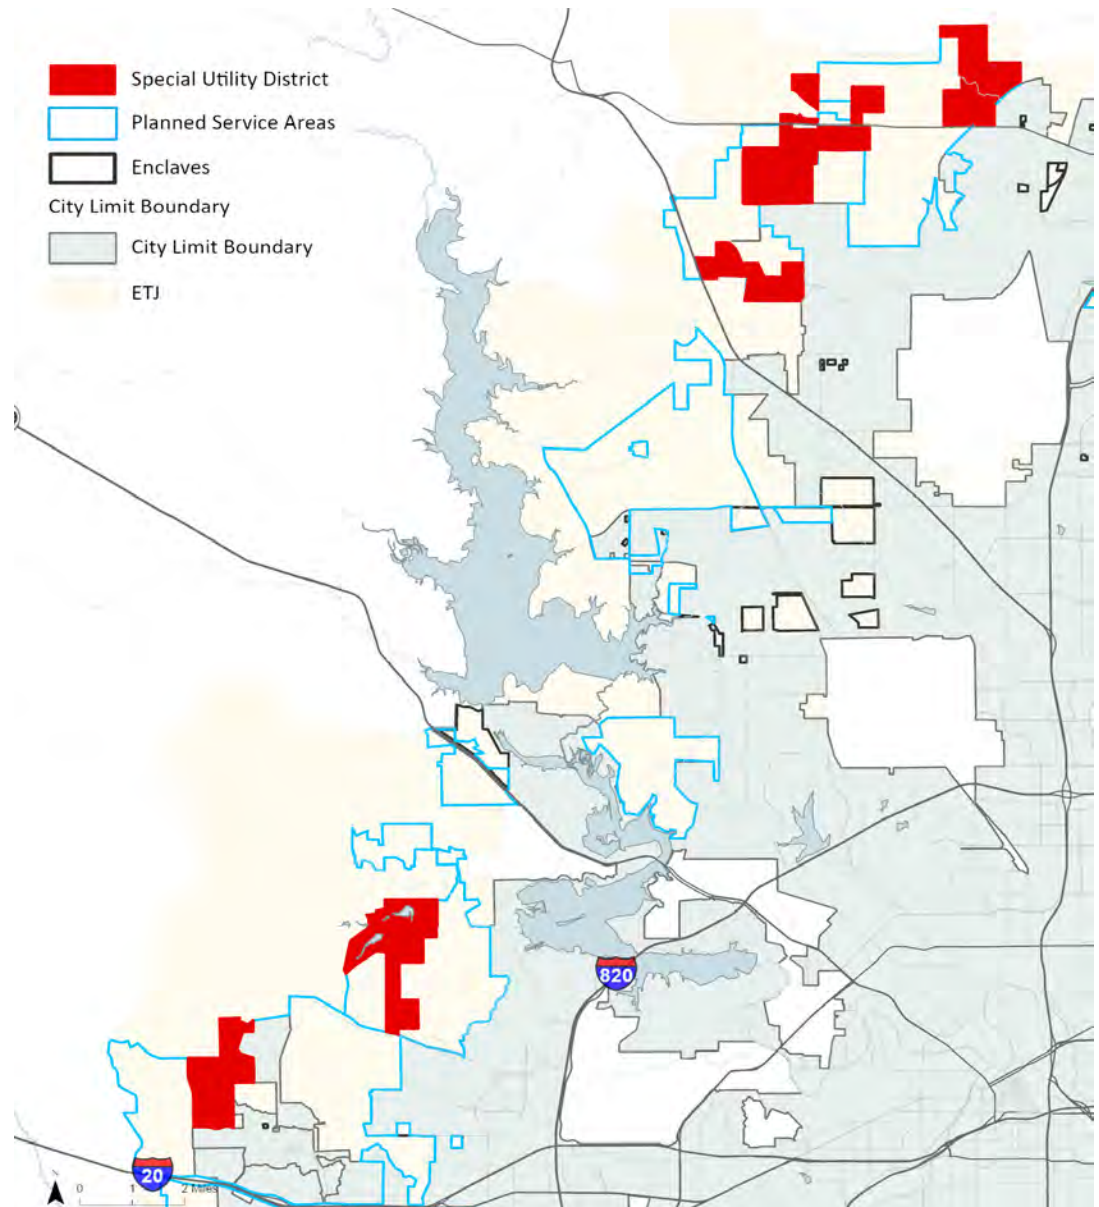 Special Utility District
Planned Service Areas
Enclaves
City Limit Boundary
City Limit Boundary
ETJ
820
20
0 1 2 Miles